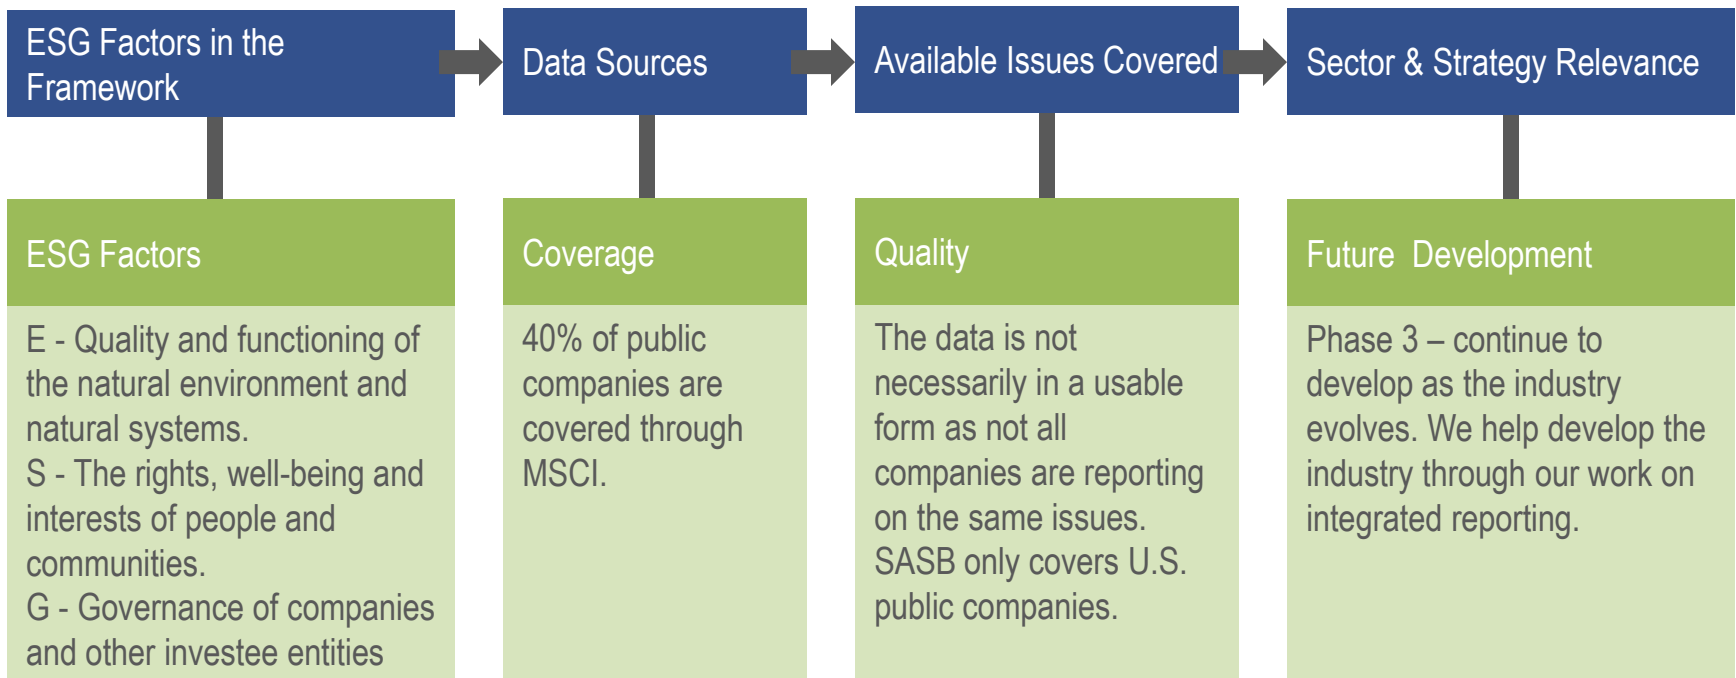 ESG Factors in the
Framework
Data Sources
Available Issues Covered
Sector & Strategy Relevance
ESG Factors
E - Quality and functioning of
the natural environment and
natural systems.
S - The rights, well-being and
interests of people and
communities.
G - Governance of companies
and other investee entities
Coverage
40% of public
companies are
covered through
MSCI.
Quality
The data is not
necessarily in a usable
form as not all
companies are reporting
on the same issues.
SASB only covers U.S.
public companies.
Future  Development
Phase 3 – continue to
develop as the industry
evolves. We help develop the
industry through our work on
integrated reporting.